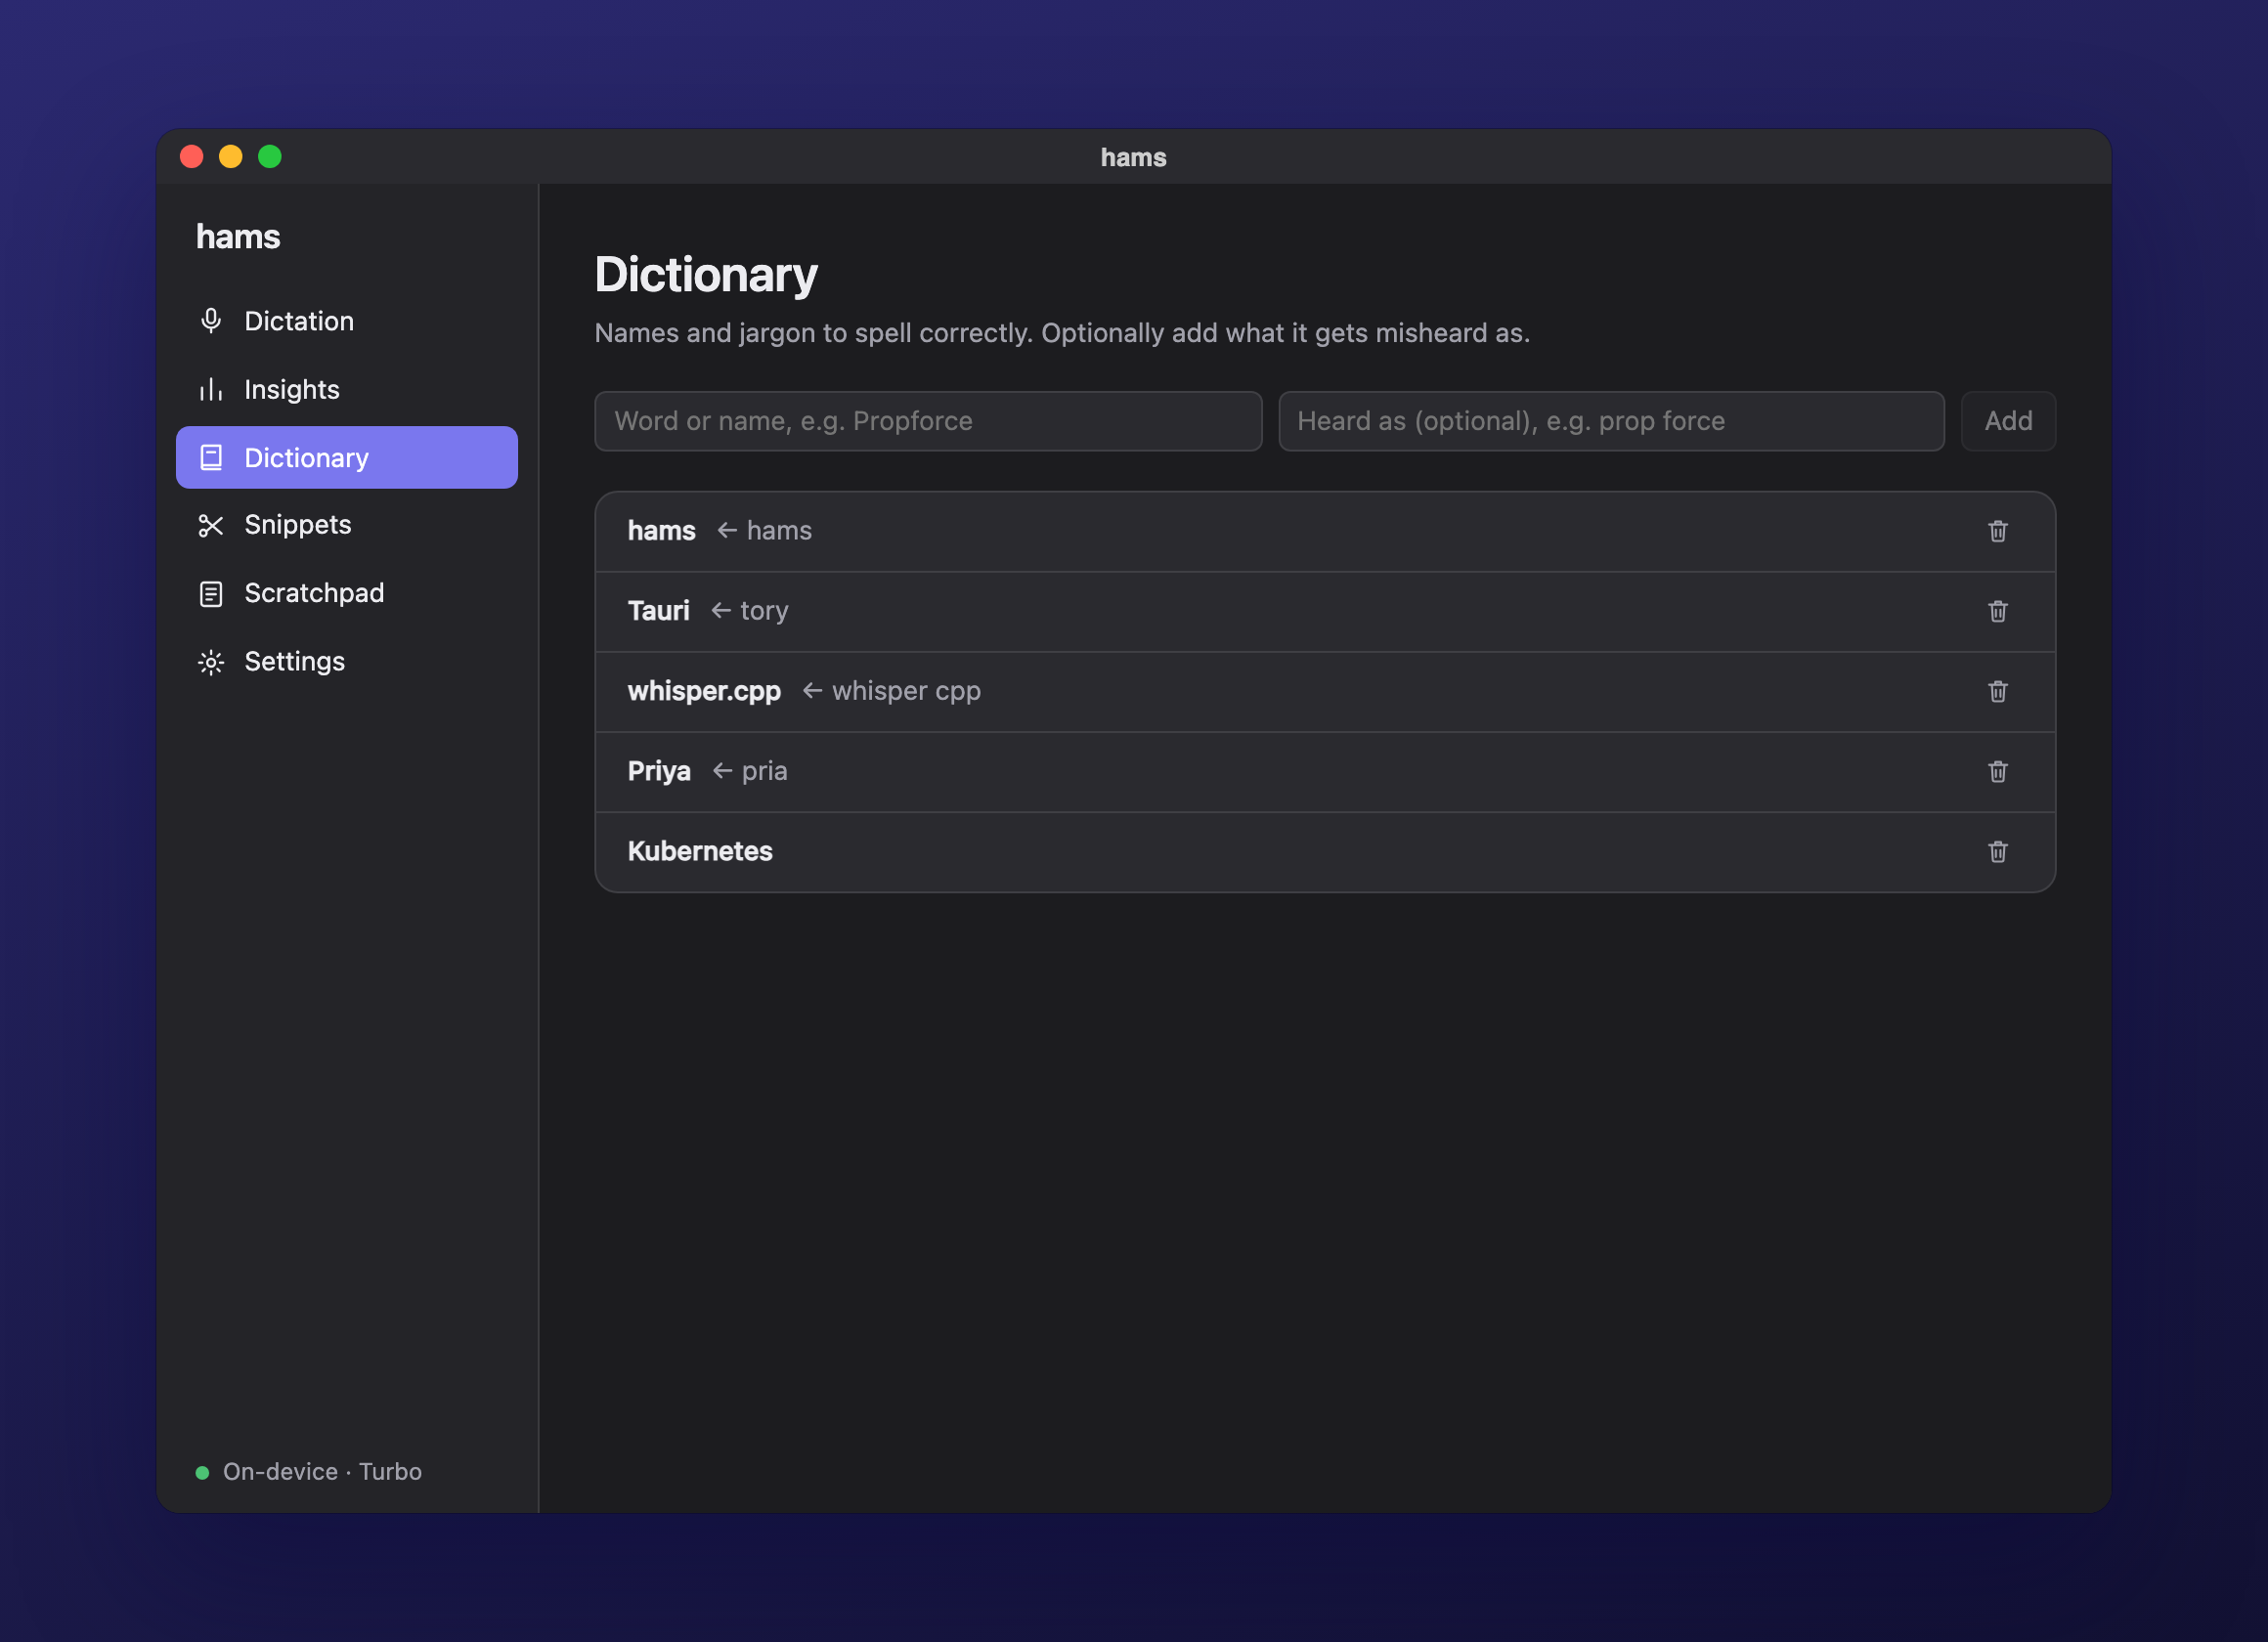 hams
hams
Dictation
Insights
Dictionary
Snippets
Scratchpad
Settings
On-device · Turbo
Dictionary
Names and jargon to spell correctly. Optionally add what it gets misheard as.
Word or name, e.g. Propforce Heard as (optional), e.g. prop force Add
hams ← hams
Tauri ← tory
whisper.cpp ← whisper cpp
Priya ← pria
Kubernetes